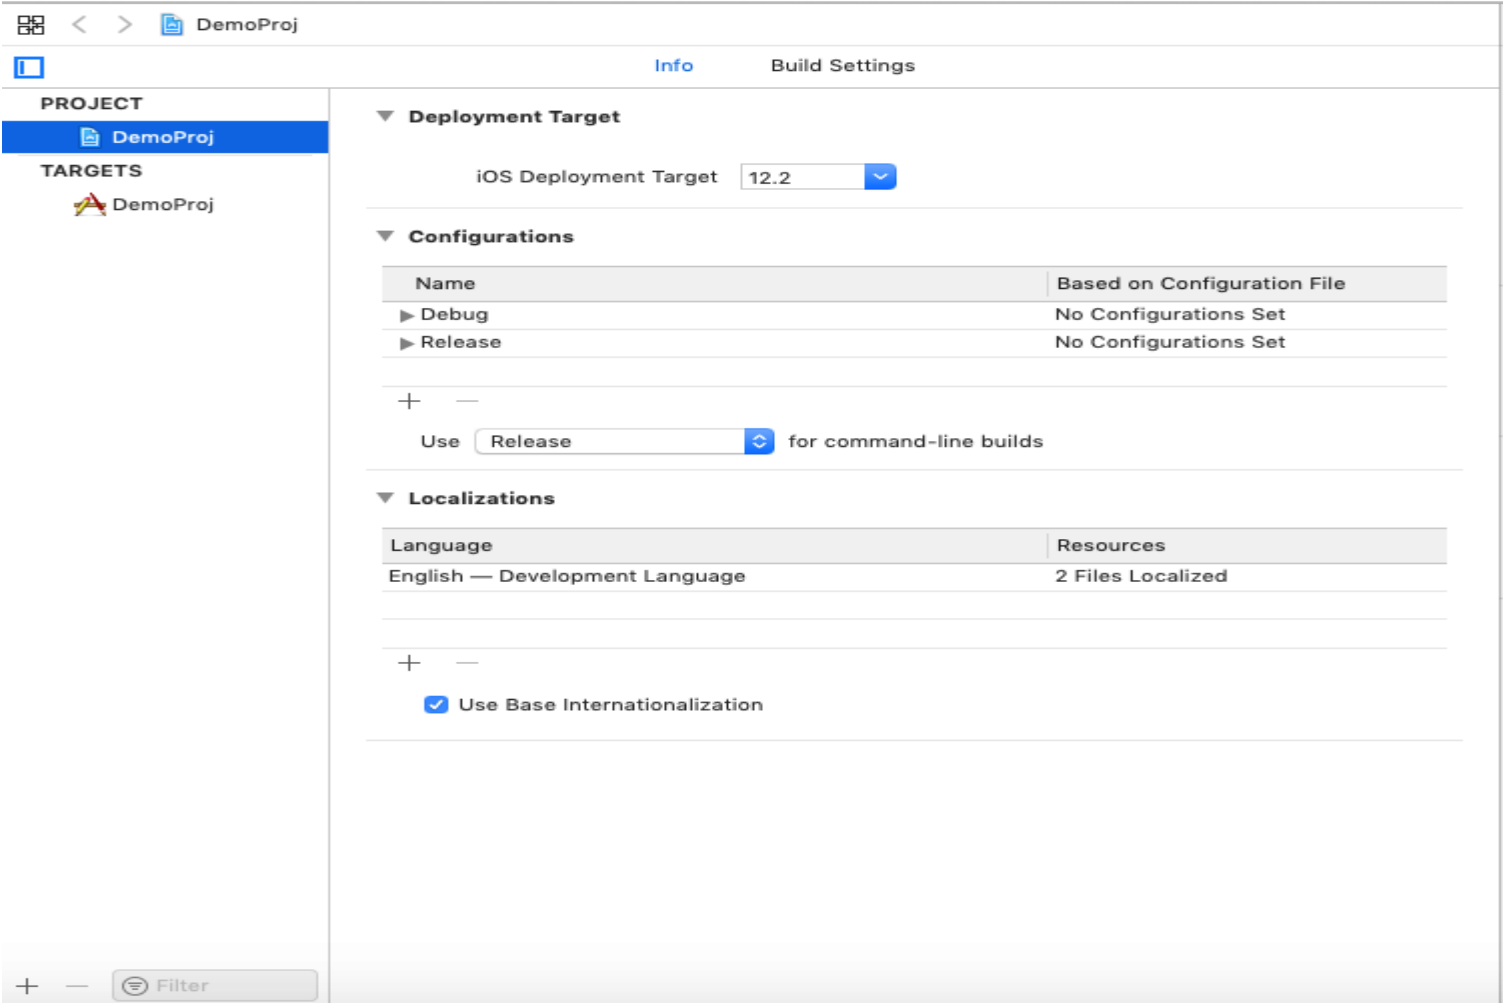 DemoProj
Info Build Settings
PROJECT
DemoProj
TARGETS
DemoProj
Deployment Target
iOS Deployment Target 12.2
Configurations
Name Based on Configuration File
Debug No Configurations Set
Release No Configurations Set
Use Release for command-line builds
Localizations
Language Resources
English — Development Language 2 Files Localized
Use Base Internationalization
Filter